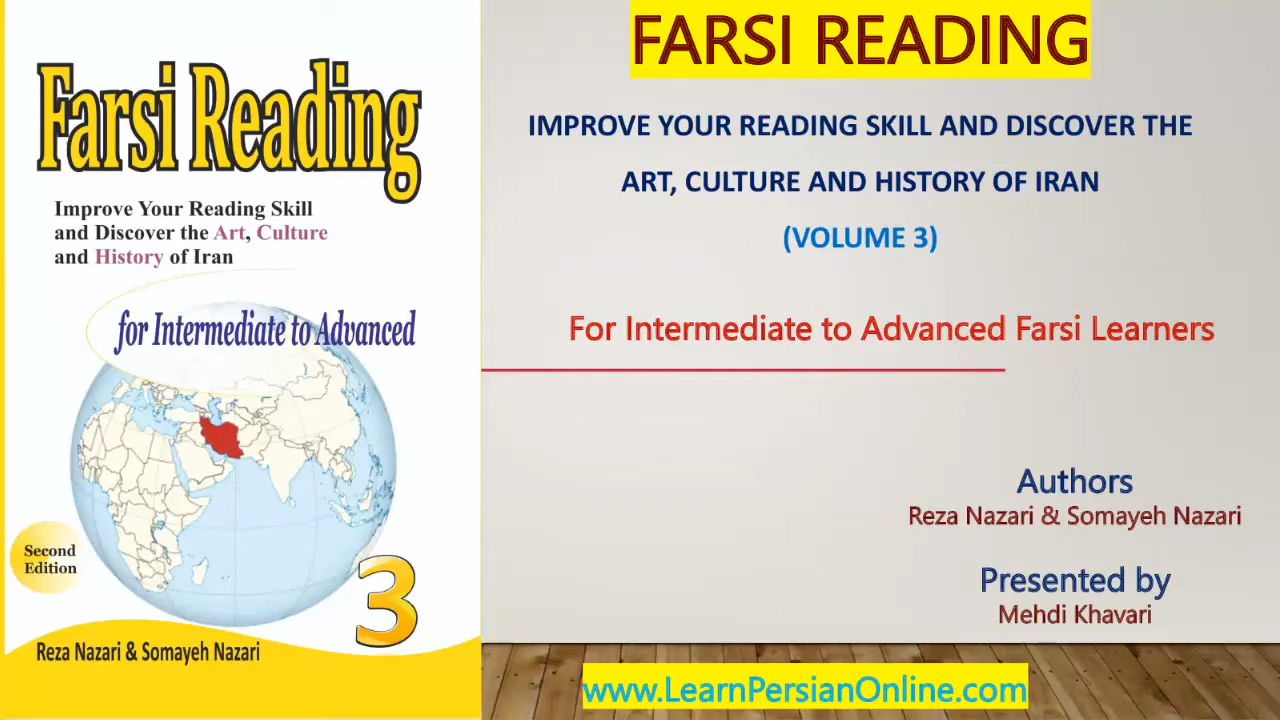 Farsi Reading
Improve Your Reading Skill
and Discover the Art, Culture
and History of Iran
for Intermediate to Advanced
Second
Edition
3
Reza Nazari & Somayeh Nazari
FARSI READING
IMPROVE YOUR READING SKILL AND DISCOVER THE
ART, CULTURE AND HISTORY OF IRAN
(VOLUME 3)
For Intermediate to Advanced Farsi Learners
Authors
Reza Nazari & Somayeh Nazari
Presented by
Mehdi Khavari
www.LearnPersianOnline.com